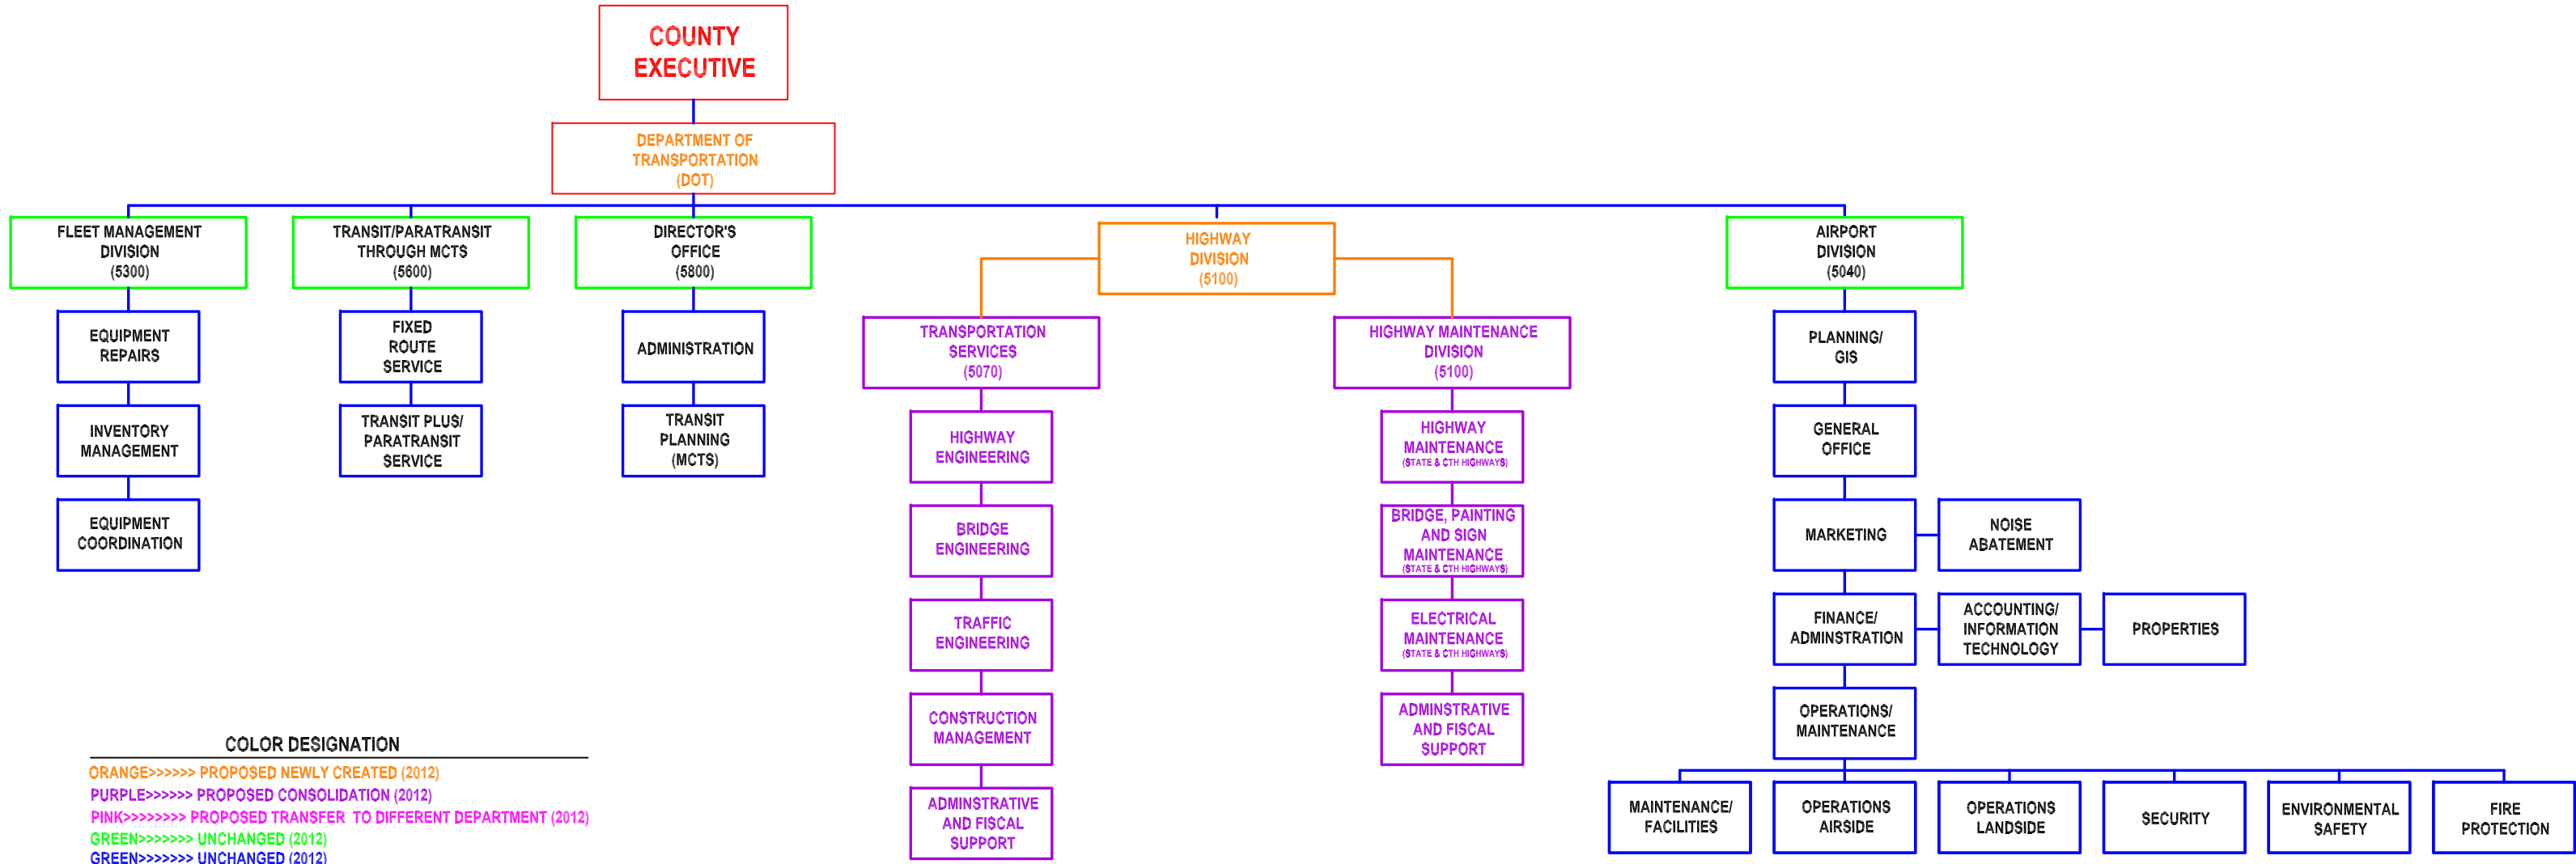 COUNTY
EXECUTIVE
DEPARTMENT OF
TRANSPORTATION
(DOT)
FLEET MANAGEMENT
DIVISION
(5300)
TRANSIT/PARATRANSIT
THROUGH MCTS
(5600)
DIRECTOR'S
OFFICE
(5800)
HIGHWAY
DIVISION
(5100)
AIRPORT
DIVISION
(5040)
EQUIPMENT
REPAIRS
INVENTORY
MANAGEMENT
EQUIPMENT
COORDINATION
FIXED
ROUTE
SERVICE
TRANSIT PLUS/
PARATRANSIT
SERVICE
ADMINISTRATION
TRANSIT
PLANNING
(MCTS)
TRANSPORTATION
SERVICES
(5070)
HIGHWAY
ENGINEERING
BRIDGE
ENGINEERING
TRAFFIC
ENGINEERING
CONSTRUCTION
MANAGEMENT
ADMINSTRATIVE
AND FISCAL
SUPPORT
HIGHWAY MAINTENANCE
DIVISION
(5100)
HIGHWAY
MAINTENANCE
(STATE & CTH HIGHWAYS)
BRIDGE, PAINTING
AND SIGN
MAINTENANCE
(STATE & CTH HIGHWAYS)
ELECTRICAL
MAINTENANCE
(STATE & CTH HIGHWAYS)
ADMINSTRATIVE
AND FISCAL
SUPPORT
PLANNING/
GIS
GENERAL
OFFICE
MARKETING
NOISE
ABATEMENT
FINANCE/
ADMINSTRATION
ACCOUNTING/
INFORMATION
TECHNOLOGY
PROPERTIES
OPERATIONS/
MAINTENANCE
MAINTENANCE/
FACILITIES
OPERATIONS
AIRSIDE
OPERATIONS
LANDSIDE
SECURITY
ENVIRONMENTAL
SAFETY
FIRE
PROTECTION
COLOR DESIGNATION
ORANGE>>>>>> PROPOSED NEWLY CREATED (2012)
PURPLE>>>>>> PROPOSED CONSOLIDATION (2012)
PINK>>>>>>>> PROPOSED TRANSFER TO DIFFERENT DEPARTMENT (2012)
GREEN>>>>>>> UNCHANGED (2012)
GREEN>>>>>>> UNCHANGED (2012)